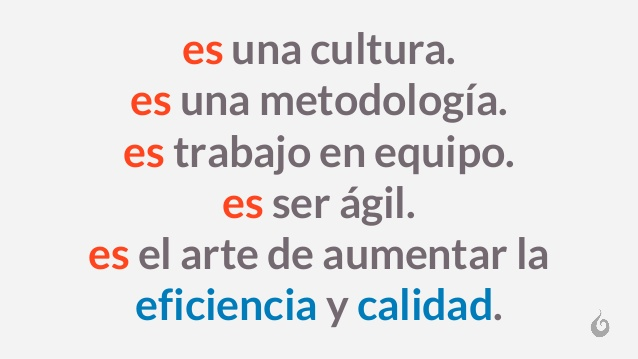 es una cultura.
es una metodología.
es trabajo en equipo.
es ser ágil.
es el arte de aumentar la
eficiencia y calidad.